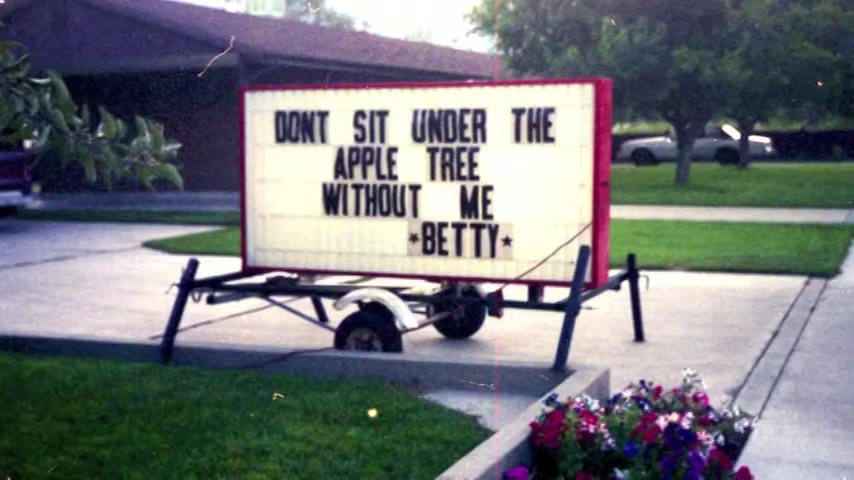 DONT SIT UNDER THE
APPLE TREE
WITHOUT ME
★BETTY★